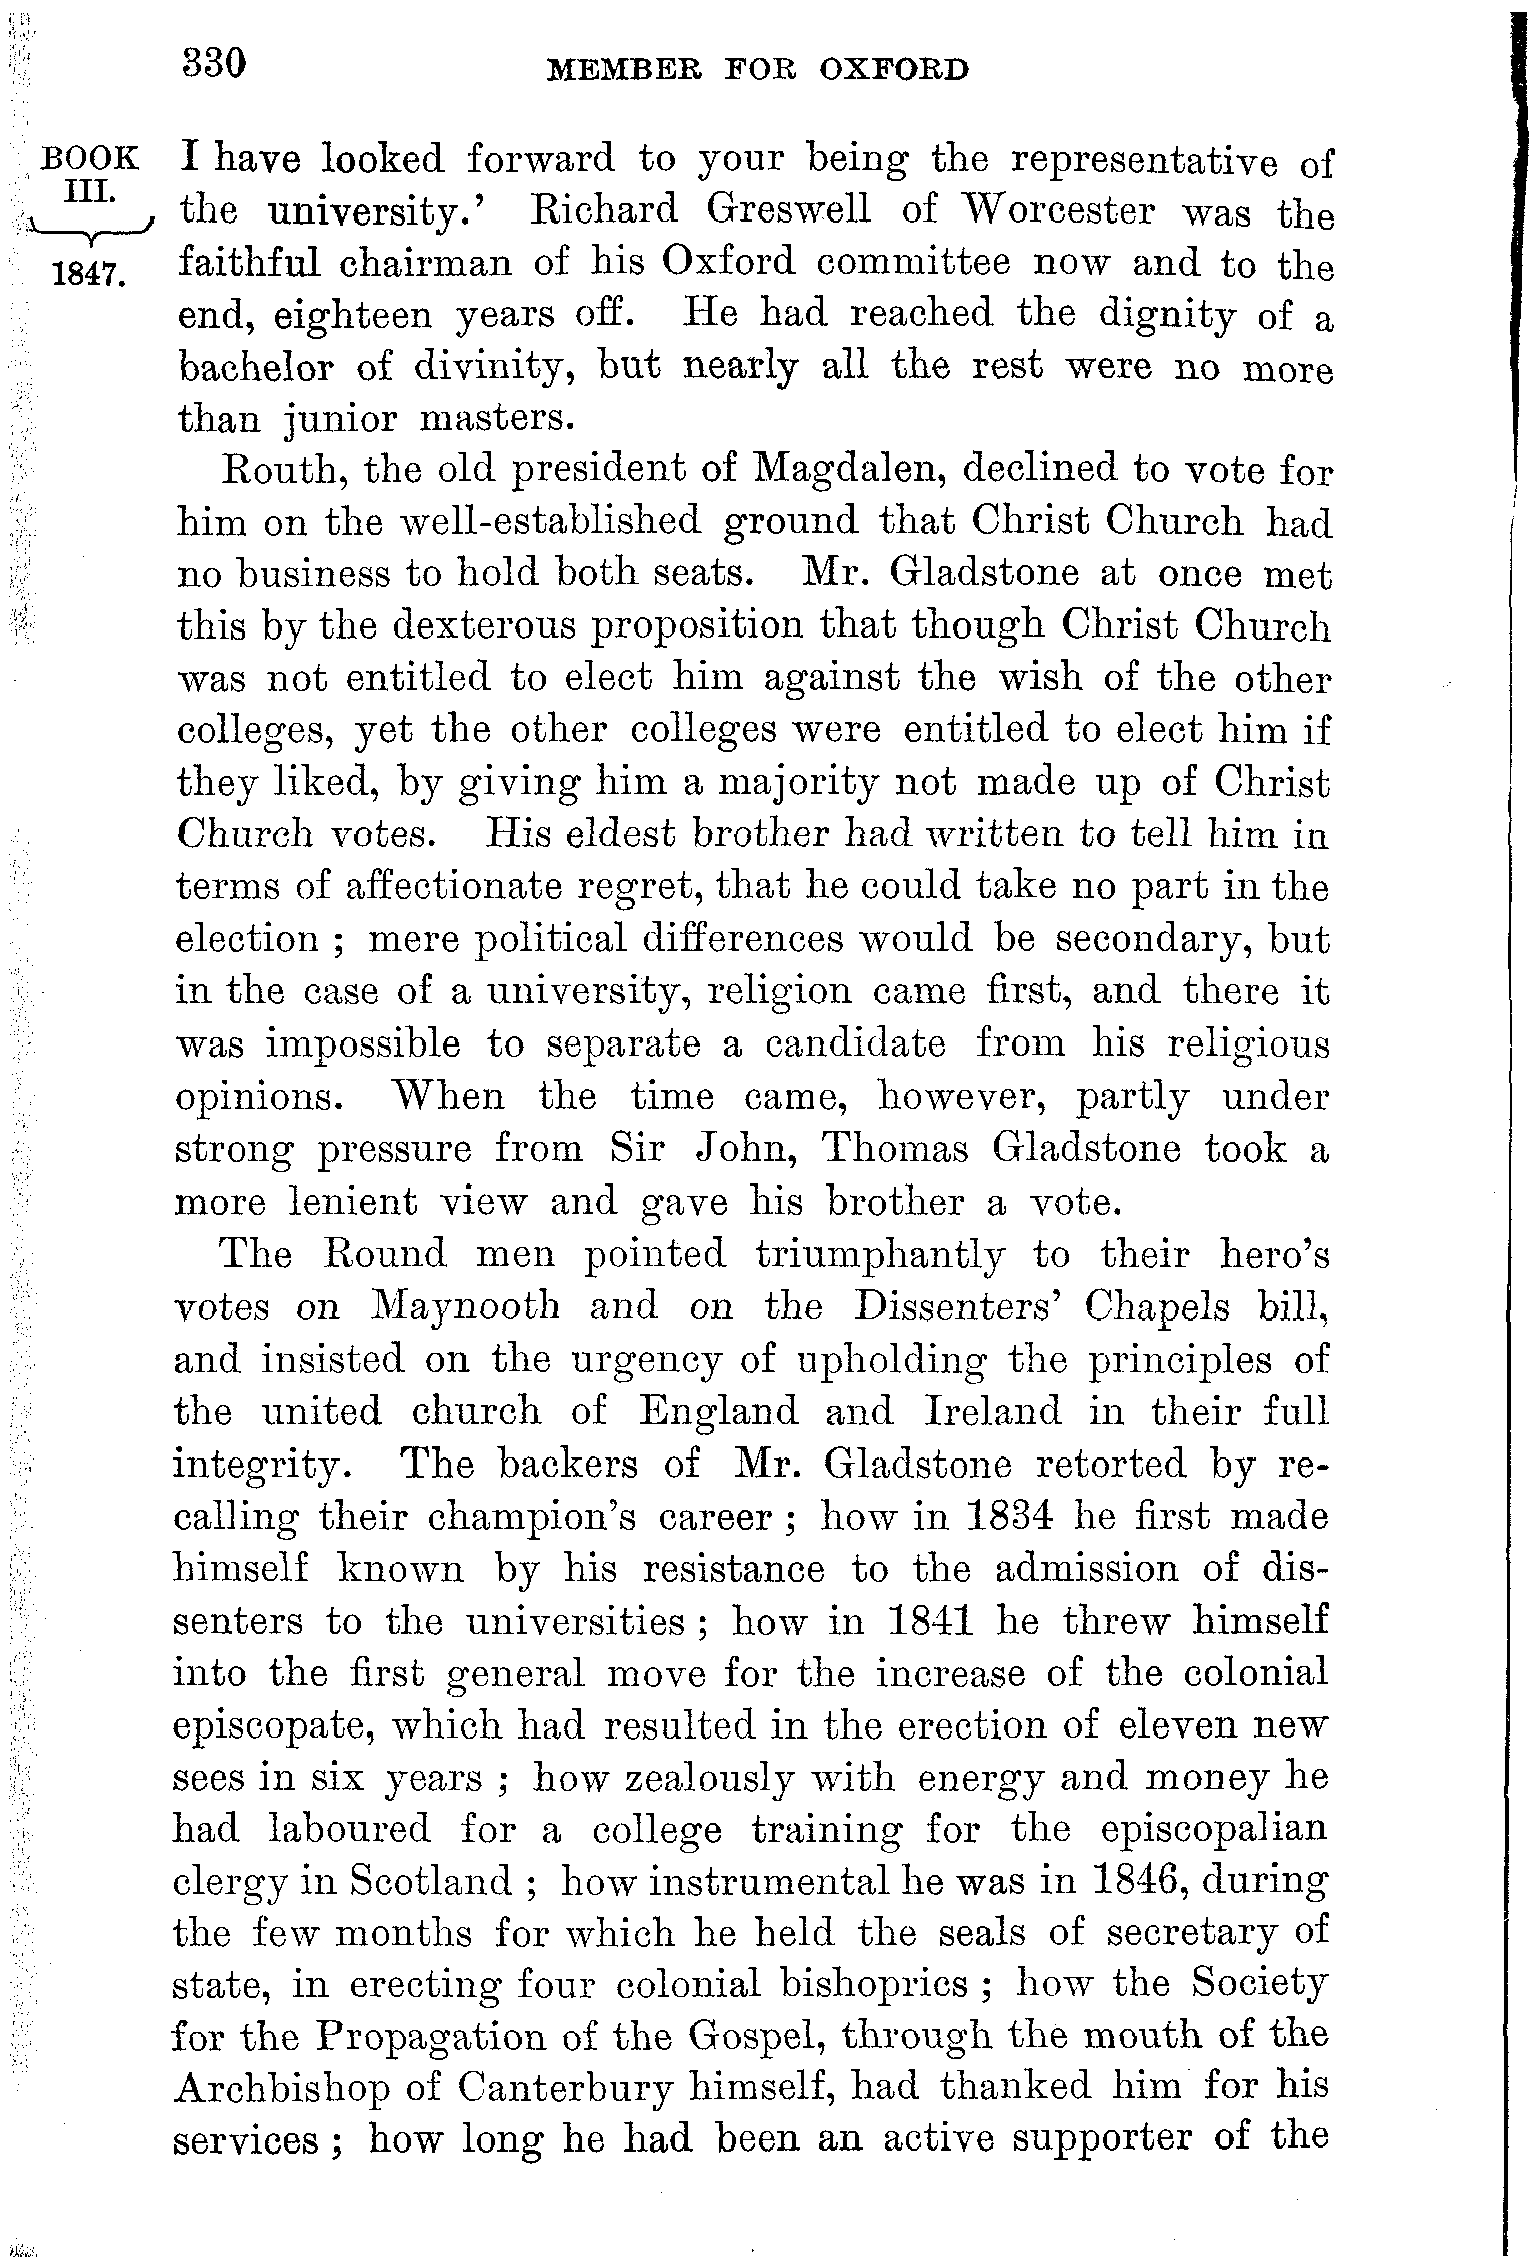 330 MEMBER FOR OXFORD
BOOK
III.
1847.
I have looked forward to your being the representative of
the university.’ Richard Greswell of Worcester was the
faithful chairman of his Oxford committee now and to the
end, eighteen years off. He had reached the dignity of a
bachelor of divinity, but nearly all the rest were no more
than junior masters.
Routh, the old president of Magdalen, declined to vote for
him on the well-established ground that Christ Church had
no business to hold both seats. Mr. Gladstone at once met
this by the dexterous proposition that though Christ Church
was not entitled to elect him against the wish of the other
colleges, yet the other colleges were entitled to elect him if
they liked, by giving him a majority not made up of Christ
Church votes. His eldest brother had written to tell him in
terms of affectionate regret, that he could take no part in the
election ; mere political differences would be secondary, but
in the case of a university, religion came first, and there it
was impossible to separate a candidate from his religious
opinions. When the time came, however, partly under
strong pressure from Sir John, Thomas Gladstone took a
more lenient view and gave his brother a vote.
The Round men pointed triumphantly to their hero’s
votes on Maynooth and on the Dissenters’ Chapels bill,
and insisted on the urgency of upholding the principles of
the united church of England and Ireland in their full
integrity. The backers of Mr. Gladstone retorted by re-
calling their champion’s career ; how in 1834 he first made
himself known by his resistance to the admission of dis-
senters to the universities ; how in 1841 he threw himself
into the first general move for the increase of the colonial
episcopate, which had resulted in the erection of eleven new
sees in six years ; how zealously with energy and money he
had laboured for a college training for the episcopalian
clergy in Scotland ; how instrumental he was in 1846, during
the few months for which he held the seals of secretary of
state, in erecting four colonial bishoprics ; how the Society
for the Propagation of the Gospel, through the mouth of the
Archbishop of Canterbury himself, had thanked him for his
services ; how long he had been an active supporter of the